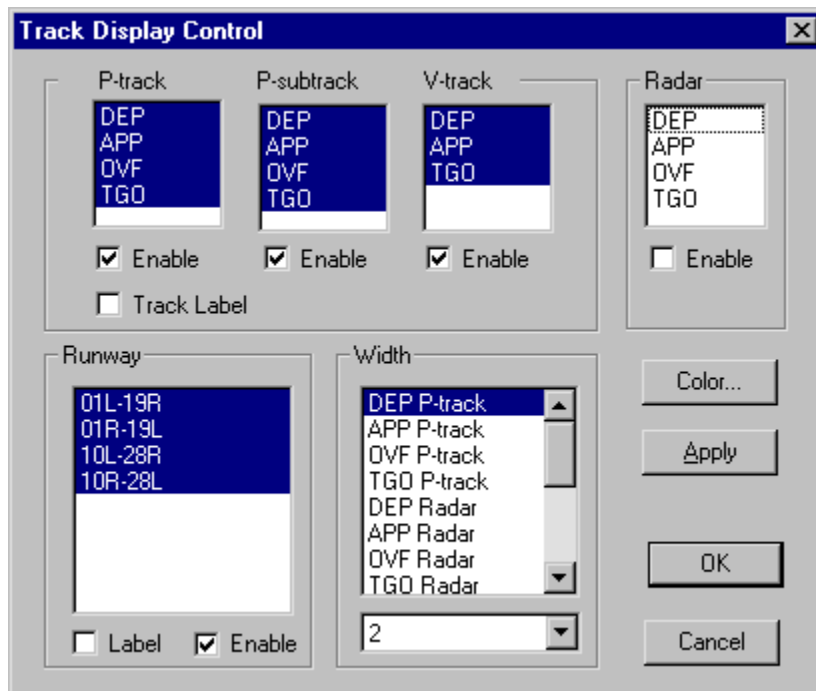 Track Display Control
P-track
P-subtrack
V-track
Radar
DEP
APP
OVF
TGO
DEP
APP
OVF
TGO
DEP
APP
TGO
DEP
APP
OVF
TGO
Enable
Enable
Enable
Enable
Track Label
Runway
01L-19R
01R-19L
10L-28R
10R-28L
Label
Enable
Width
DEP P-track
APP P-track
OVF P-track
TGO P-track
DEP Radar
APP Radar
OVF Radar
TGO Radar
2
Color...
Apply
OK
Cancel